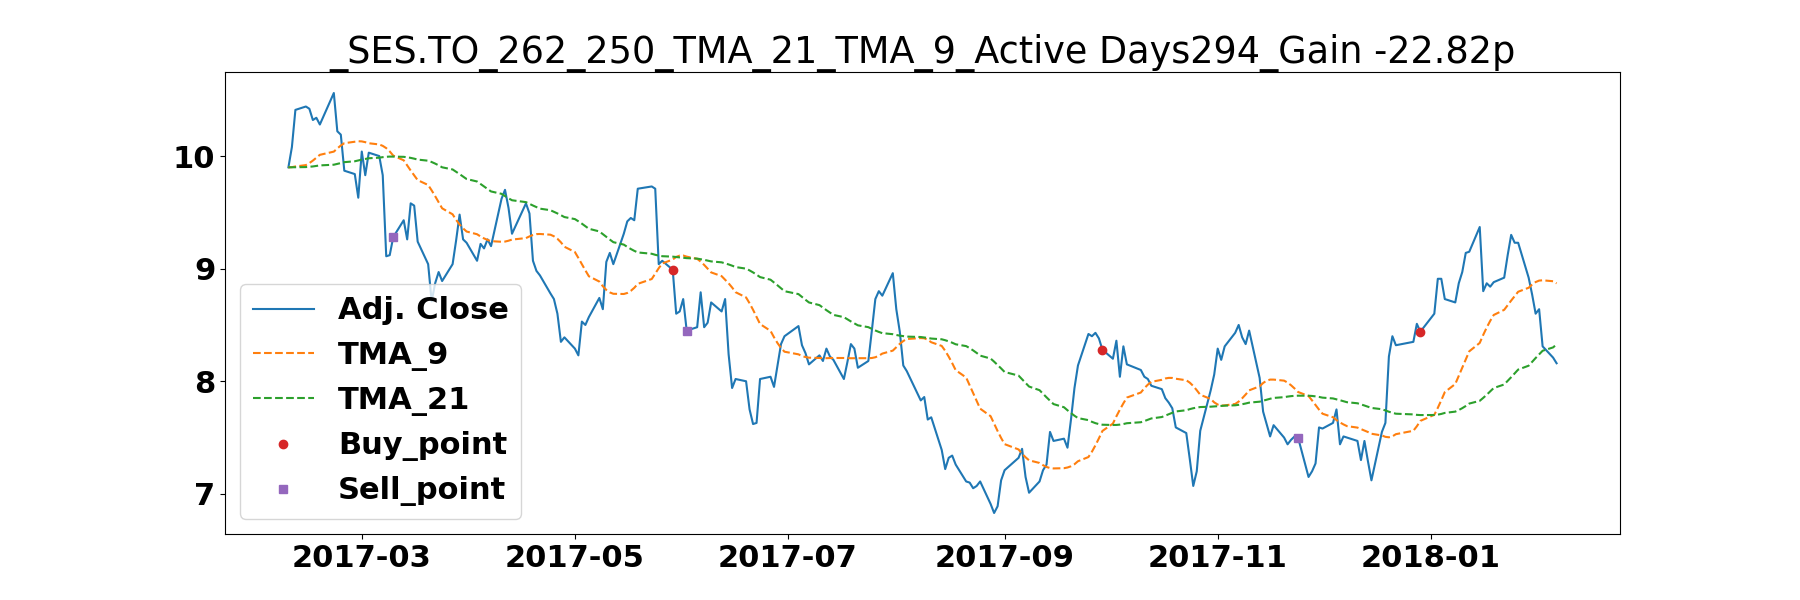 _SES.TO_262_250_TMA_21_TMA_9_Active Days294_Gain -22.82p
10
9
8
7
Adj. Close
TMA_9
TMA_21
Buy_point
Sell_point
2017-03 2017-05 2017-07 2017-09 2017-11 2018-01